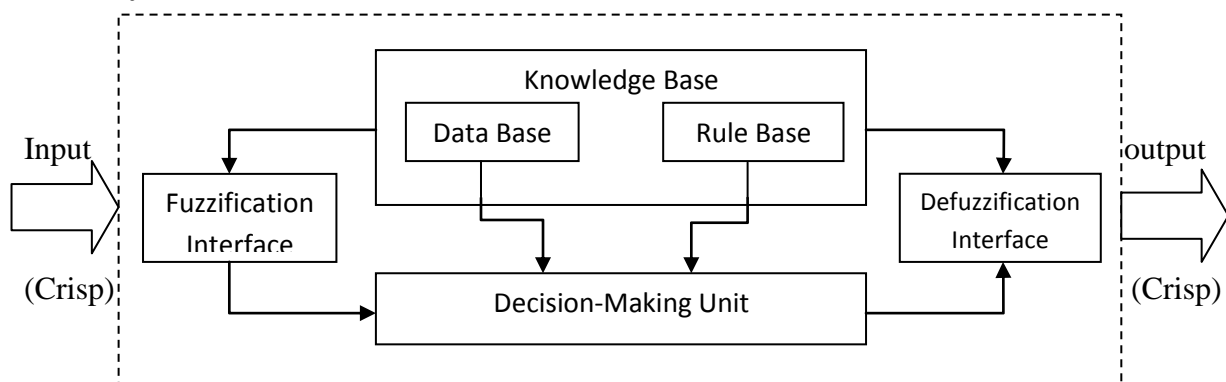 Knowledge Base
Data Base
Rule Base
Input
output
Fuzzification
Interface
Defuzzification
Interface
(Crisp)
(Crisp)
Decision-Making Unit